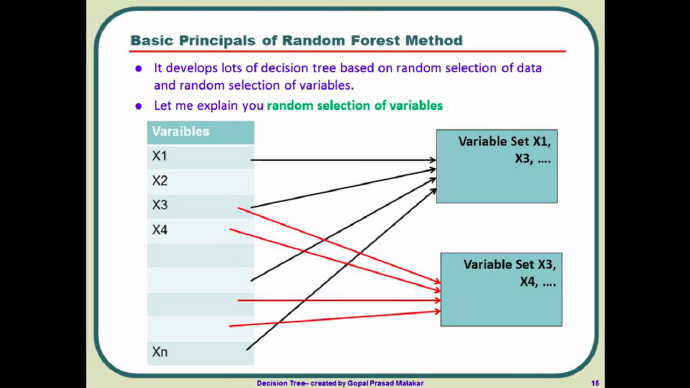 Basic Principals of Random Forest Method
It develops lots of decision tree based on random selection of data
and random selection of variables.
Let me explain you random selection of variables
Varaibles
X1
X2
X3
X4
Xn
Variable Set X1,
X3, ....
Variable Set X3,
X4, ....
Decision Tree– created by Gopal Prasad Malakar
15